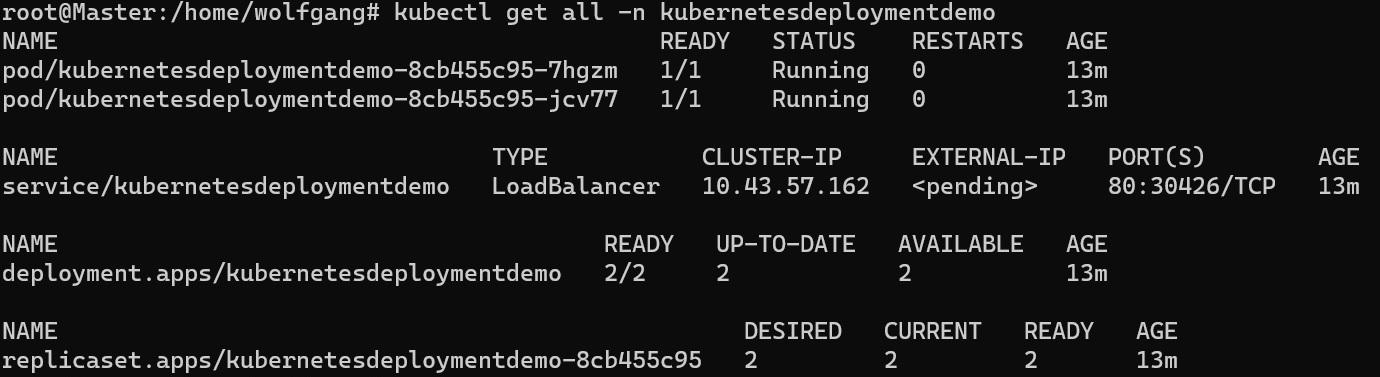 root@Master:/home/wolfgang# kubectl get all -n kubernetesdeploymentdemo
NAME                                           READY   STATUS    RESTARTS   AGE
pod/kubernetesdeploymentdemo-8cb455c95-7hgzm   1/1     Running   0          13m
pod/kubernetesdeploymentdemo-8cb455c95-jcv77   1/1     Running   0          13m
NAME                               TYPE           CLUSTER-IP     EXTERNAL-IP   PORT(S)        AGE
service/kubernetesdeploymentdemo   LoadBalancer   10.43.57.162   <pending>     80:30426/TCP   13m
NAME                                       READY   UP-TO-DATE   AVAILABLE   AGE
deployment.apps/kubernetesdeploymentdemo   2/2     2            2           13m
NAME                                                 DESIRED   CURRENT   READY   AGE
replicaset.apps/kubernetesdeploymentdemo-8cb455c95   2         2         2       13m